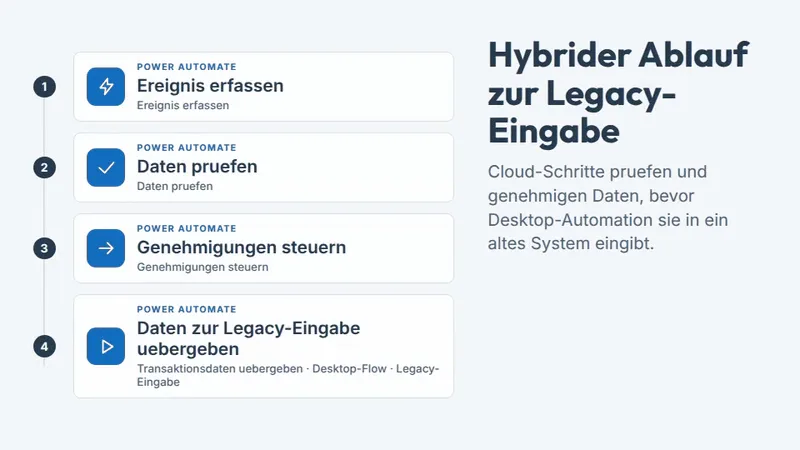 1
POWER AUTOMATE
Ereignis erfassen
Ereignis erfassen
2
POWER AUTOMATE
Daten pruefen
Daten pruefen
3
POWER AUTOMATE
Genehmigungen steuern
Genehmigungen steuern
4
POWER AUTOMATE
Daten zur Legacy-Eingabe
uebergeben
Transaktionsdaten uebergeben · Desktop-Flow · Legacy-
Eingabe
Hybrider Ablauf
zur Legacy-
Eingabe
Cloud-Schritte pruefen und
genehmigen Daten, bevor
Desktop-Automation sie in ein
altes System eingibt.